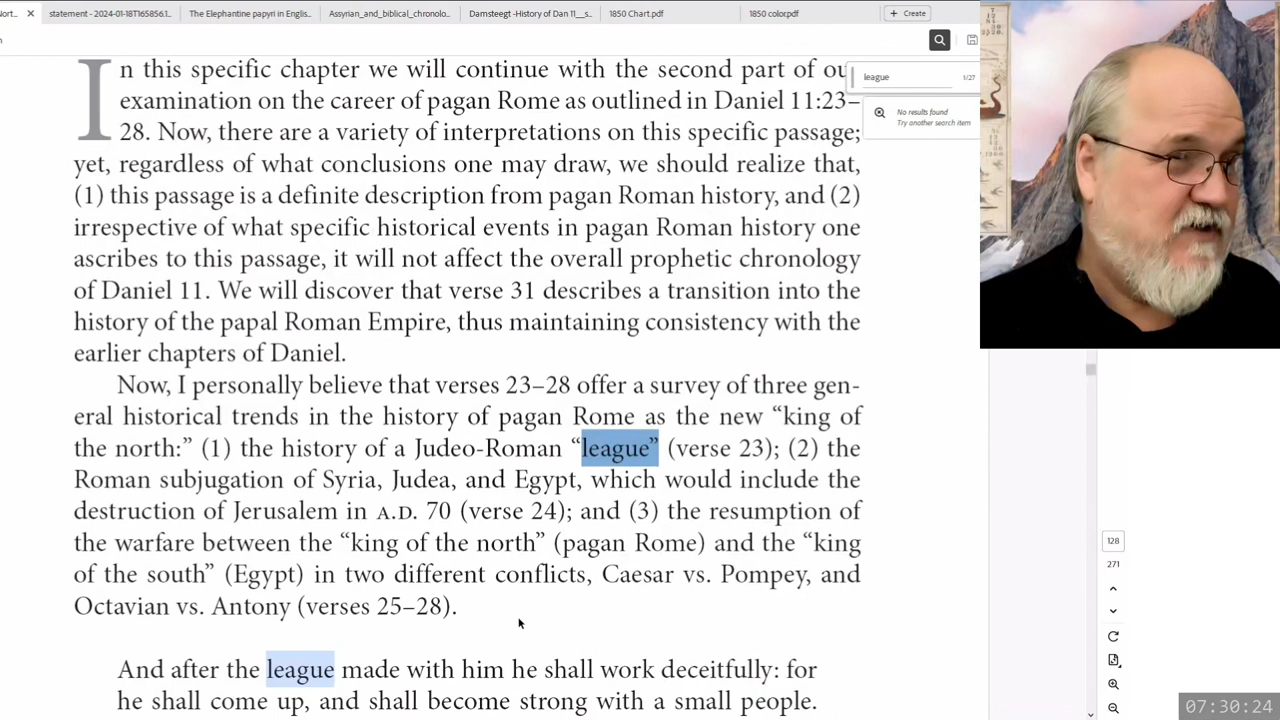 Nort...
statement - 2024-01-18T165856.1...
The Elephantine papyri in Englis...
Assyrian_and_biblical_chronolo...
Damsteegt -History of Dan 11__s...
1850 Chart.pdf
1850 color.pdf
+ Create
league 1/27
No results found
Try another search item
In this specific chapter we will continue with the second part of our
examination on the career of pagan Rome as outlined in Daniel 11:23–
28. Now, there are a variety of interpretations on this specific passage;
yet, regardless of what conclusions one may draw, we should realize that,
(1) this passage is a definite description from pagan Roman history, and (2)
irrespective of what specific historical events in pagan Roman history one
ascribes to this passage, it will not affect the overall prophetic chronology
of Daniel 11. We will discover that verse 31 describes a transition into the
history of the papal Roman Empire, thus maintaining consistency with the
earlier chapters of Daniel.
Now, I personally believe that verses 23–28 offer a survey of three gen-
eral historical trends in the history of pagan Rome as the new “king of
the north:” (1) the history of a Judeo-Roman “league” (verse 23); (2) the
Roman subjugation of Syria, Judea, and Egypt, which would include the
destruction of Jerusalem in A.D. 70 (verse 24); and (3) the resumption of
the warfare between the “king of the north” (pagan Rome) and the “king
of the south” (Egypt) in two different conflicts, Caesar vs. Pompey, and
Octavian vs. Antony (verses 25–28).
And after the league made with him he shall work deceitfully: for
he shall come up, and shall become strong with a small people.
128
271
07:30:24